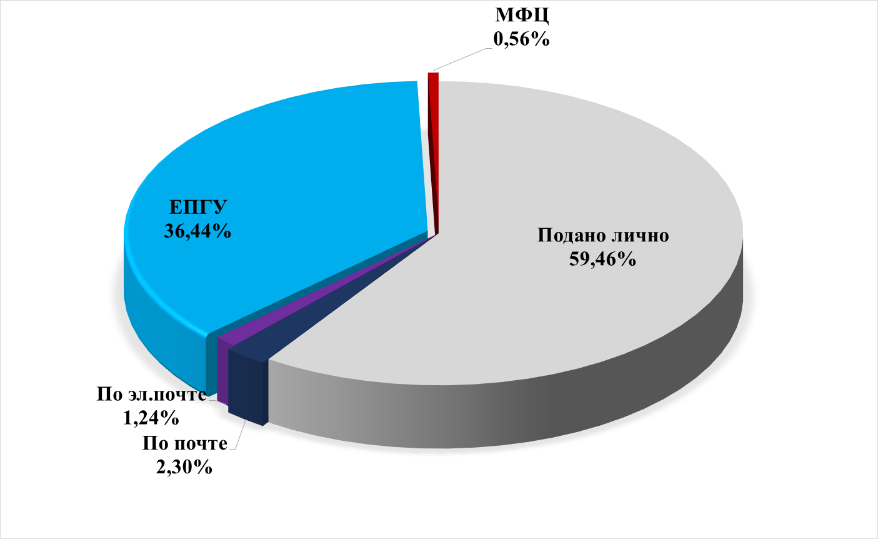 МФЦ
0,56%
ЕПГУ
36,44%
Подано лично
59,46%
По эл.почте
1,24%
По почте
2,30%